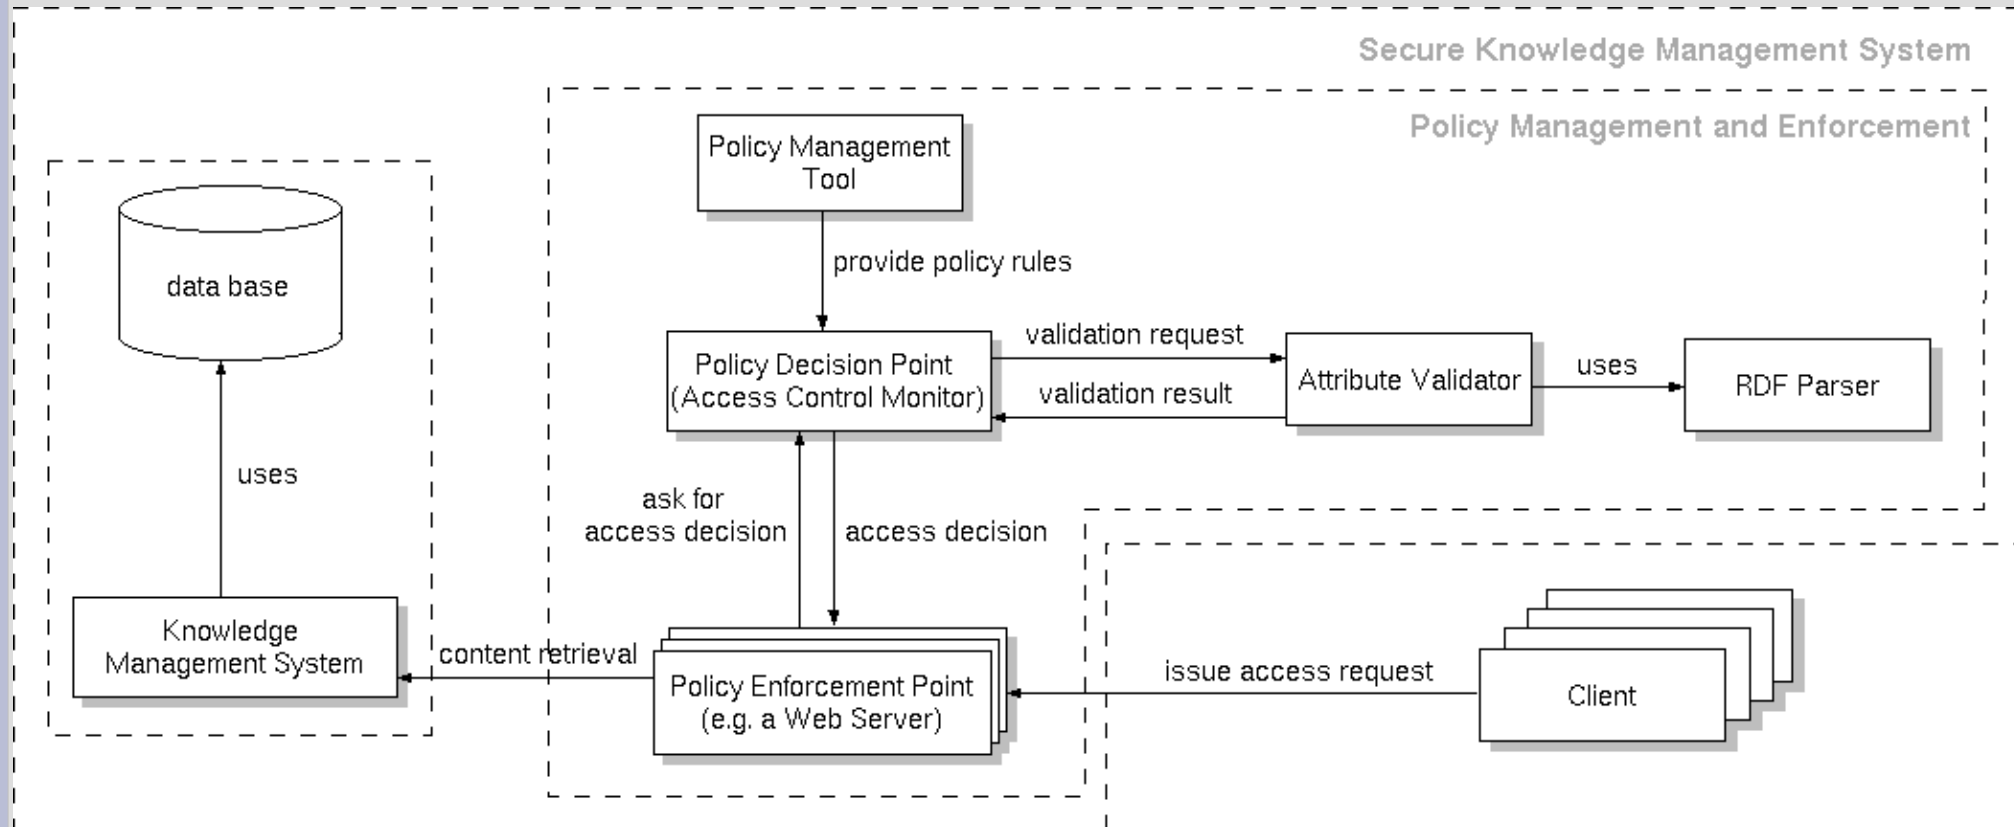 Secure Knowledge Management System
Policy Management and Enforcement
Policy Management
Tool
provide policy rules
data base
uses
Knowledge
Management System
content retrieval
Policy Decision Point
(Access Control Monitor)
validation request
validation result
Attribute Validator
uses
RDF Parser
ask for
access decision
access decision
Policy Enforcement Point
(e.g. a Web Server)
issue access request
Client